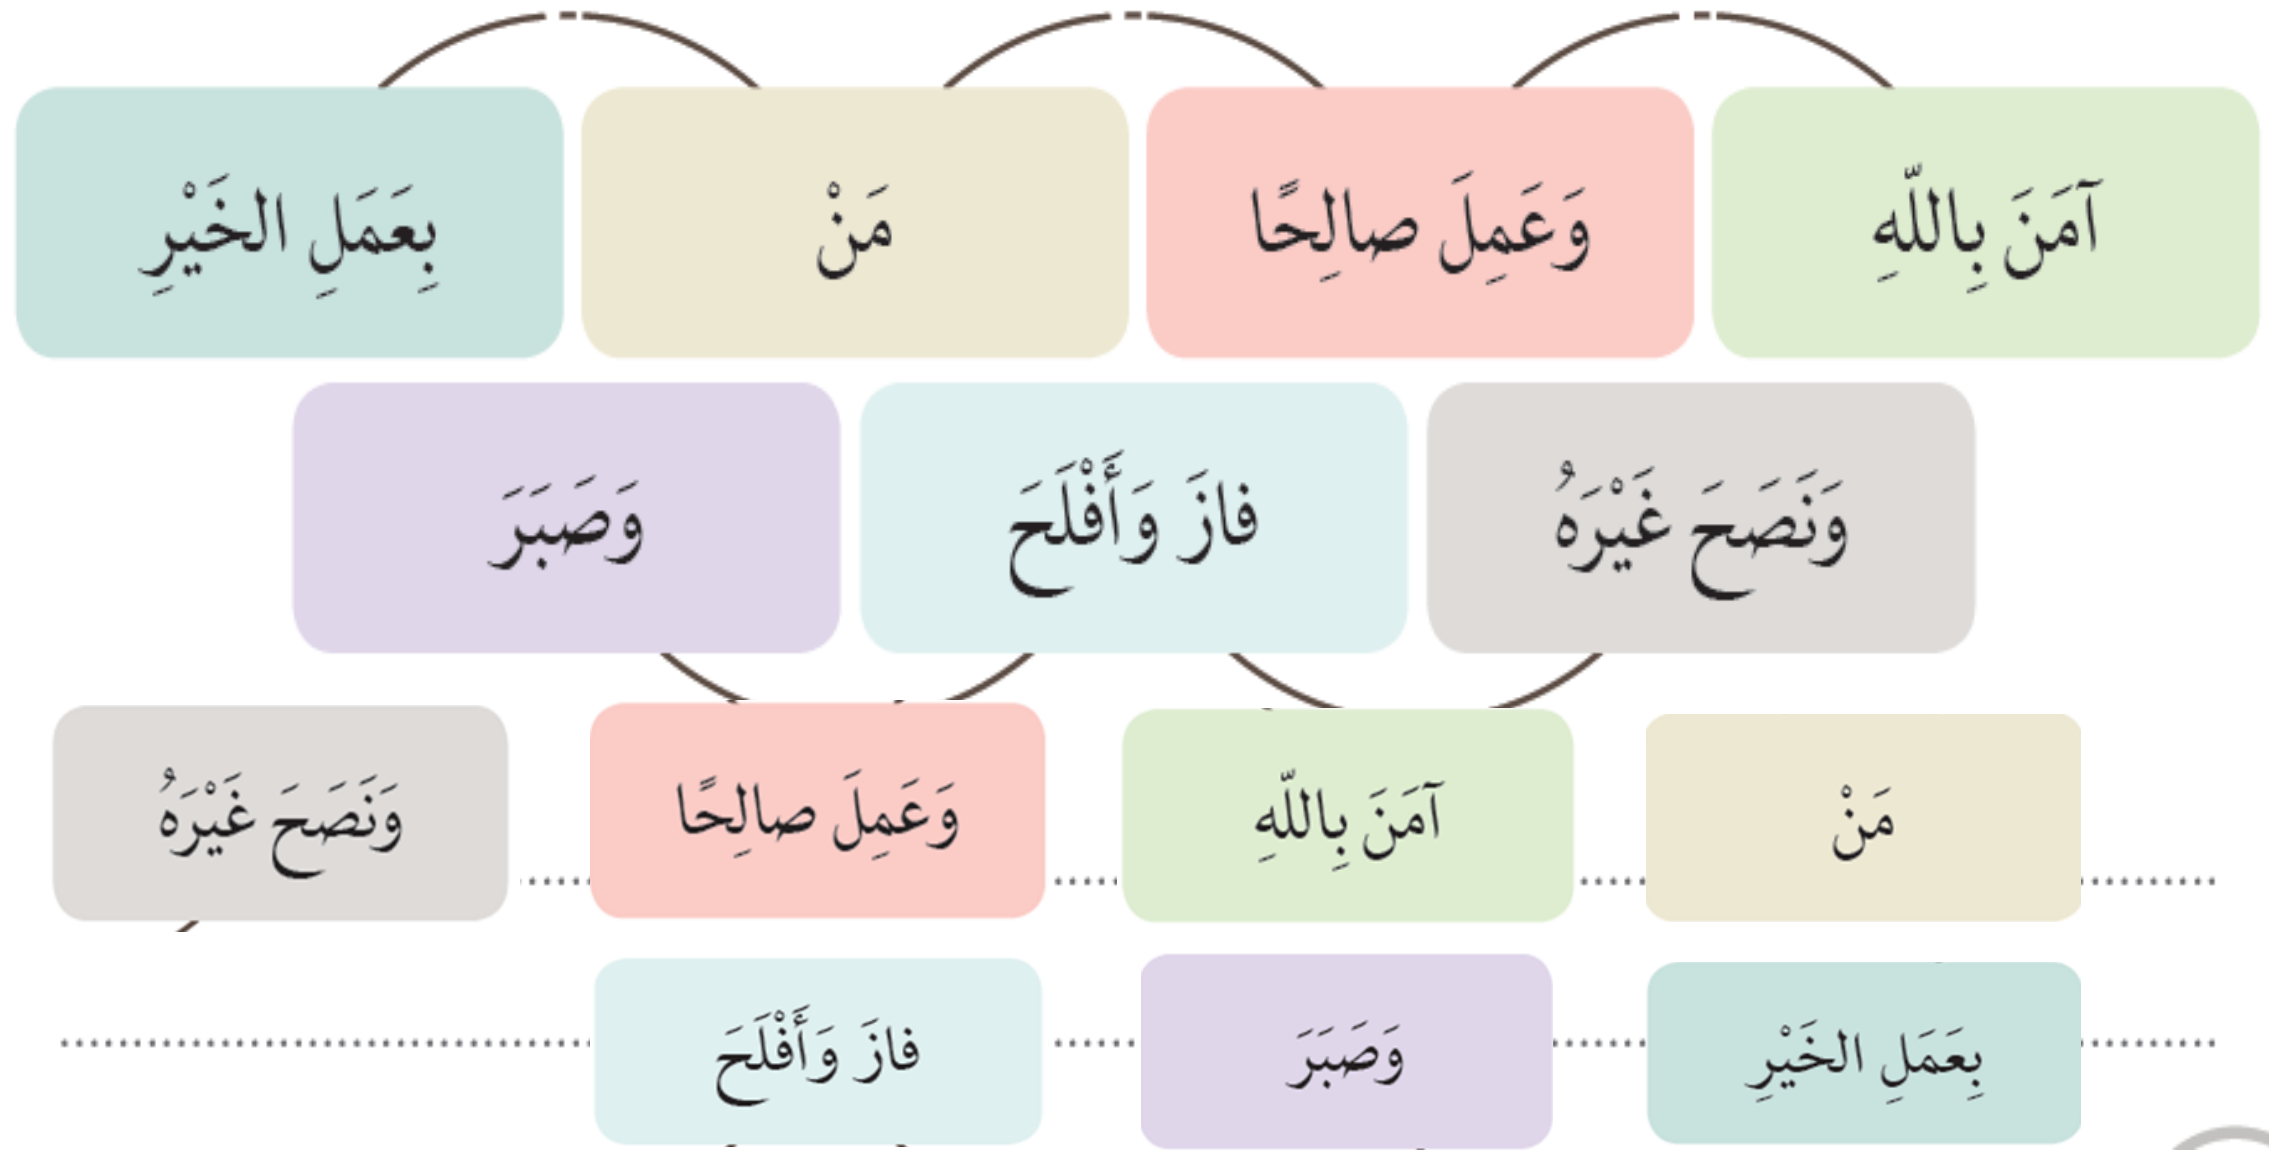 آمَنَ بِاللّهِ وَعَمِلَ صالِحًا مَنْ بِعَمَلِ الخَيْرِ
وَنَصَحَ غَيْرَهُ فازَ وَأَفْلَحَ وَصَبَرَ
مَنْ آمَنَ بِاللّهِ وَعَمِلَ صالِحًا وَنَصَحَ غَيْرَهُ
بِعَمَلِ الخَيْرِ وَصَبَرَ فازَ وَأَفْلَحَ